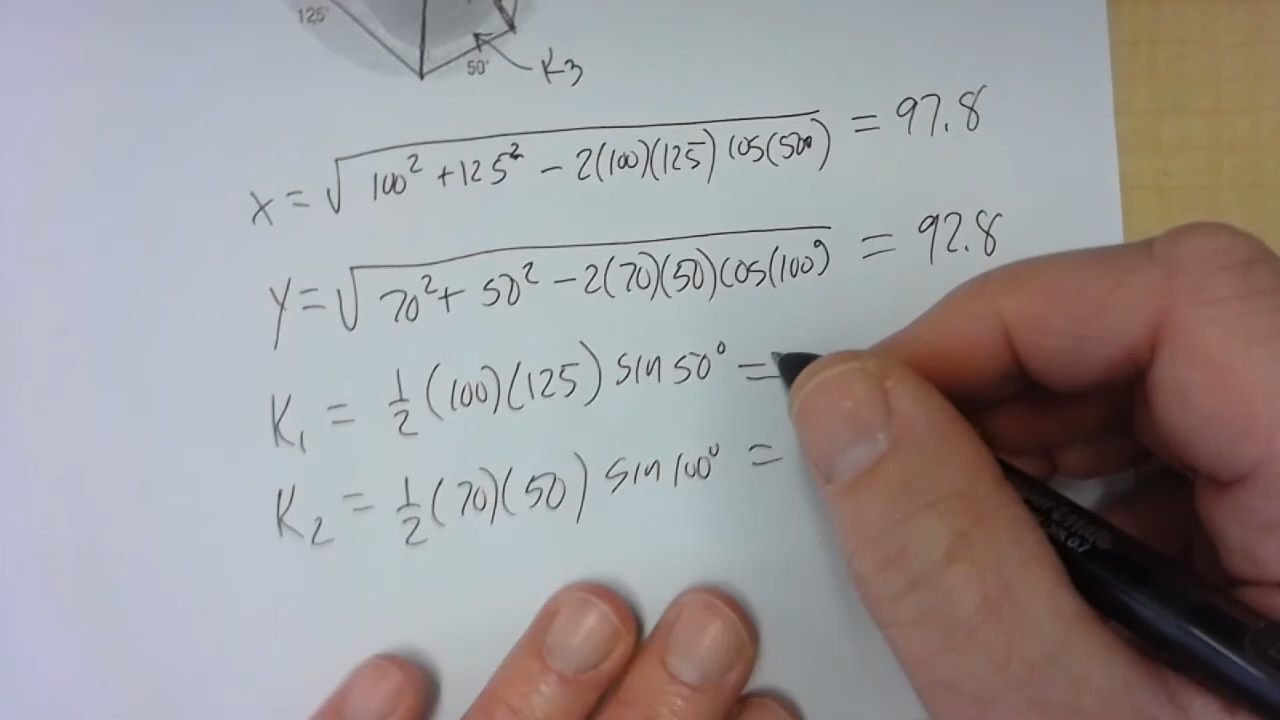 125'
50'
K3
x = √(100² + 125² − 2(100)(125) cos(50°)) = 97.8
y = √(70² + 50² − 2(70)(50) cos(100°)) = 92.8
K₁ = 1/2 (100)(125) sin 50° =
K₂ = 1/2 (70)(50) sin 100° =